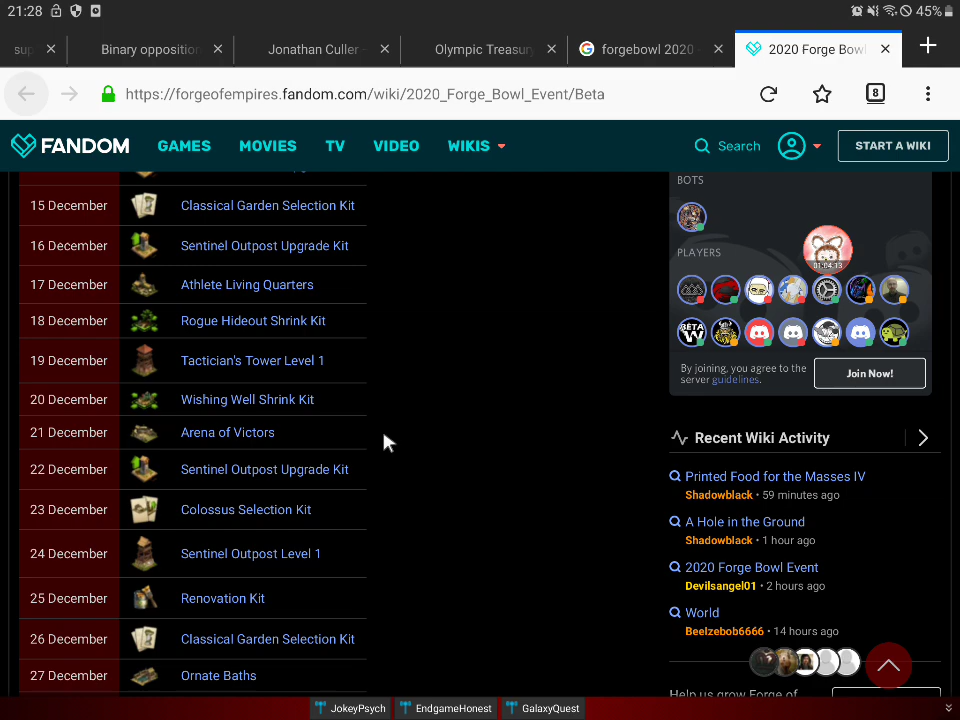 21:28
45%
sup
Binary opposition
Jonathan Culler -
Olympic Treasur
forgebowl 2020 -
2020 Forge Bowl
https://forgeofempires.fandom.com/wiki/2020_Forge_Bowl_Event/Beta
8
FANDOM
GAMES
MOVIES
TV
VIDEO
WIKIS
Search
START A WIKI
15 December Classical Garden Selection Kit
16 December Sentinel Outpost Upgrade Kit
17 December Athlete Living Quarters
18 December Rogue Hideout Shrink Kit
19 December Tactician's Tower Level 1
20 December Wishing Well Shrink Kit
21 December Arena of Victors
22 December Sentinel Outpost Upgrade Kit
23 December Colossus Selection Kit
24 December Sentinel Outpost Level 1
25 December Renovation Kit
26 December Classical Garden Selection Kit
27 December Ornate Baths
BOTS
PLAYERS
01:04:13
BETA
W
By joining, you agree to the
server guidelines.
Join Now!
Recent Wiki Activity
Printed Food for the Masses IV
Shadowblack • 59 minutes ago
A Hole in the Ground
Shadowblack • 1 hour ago
2020 Forge Bowl Event
Devilsangel01 • 2 hours ago
World
Beelzebob6666 • 14 hours ago
Help us grow Forge of
JokeyPsych
EndgameHonest
GalaxyQuest